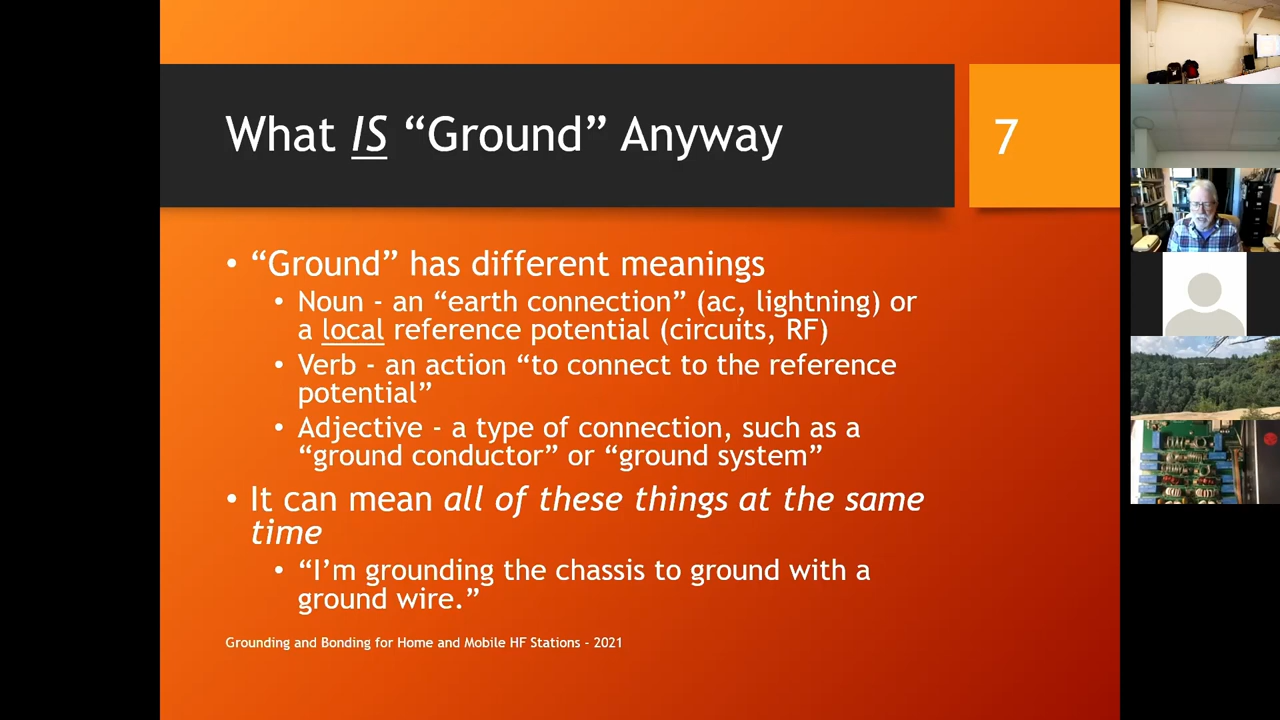 What IS “Ground” Anyway
7
• “Ground” has different meanings
• Noun - an “earth connection” (ac, lightning) or
a local reference potential (circuits, RF)
• Verb - an action “to connect to the reference
potential”
• Adjective - a type of connection, such as a
“ground conductor” or “ground system”
• It can mean all of these things at the same
time
• “I’m grounding the chassis to ground with a
ground wire.”
Grounding and Bonding for Home and Mobile HF Stations - 2021